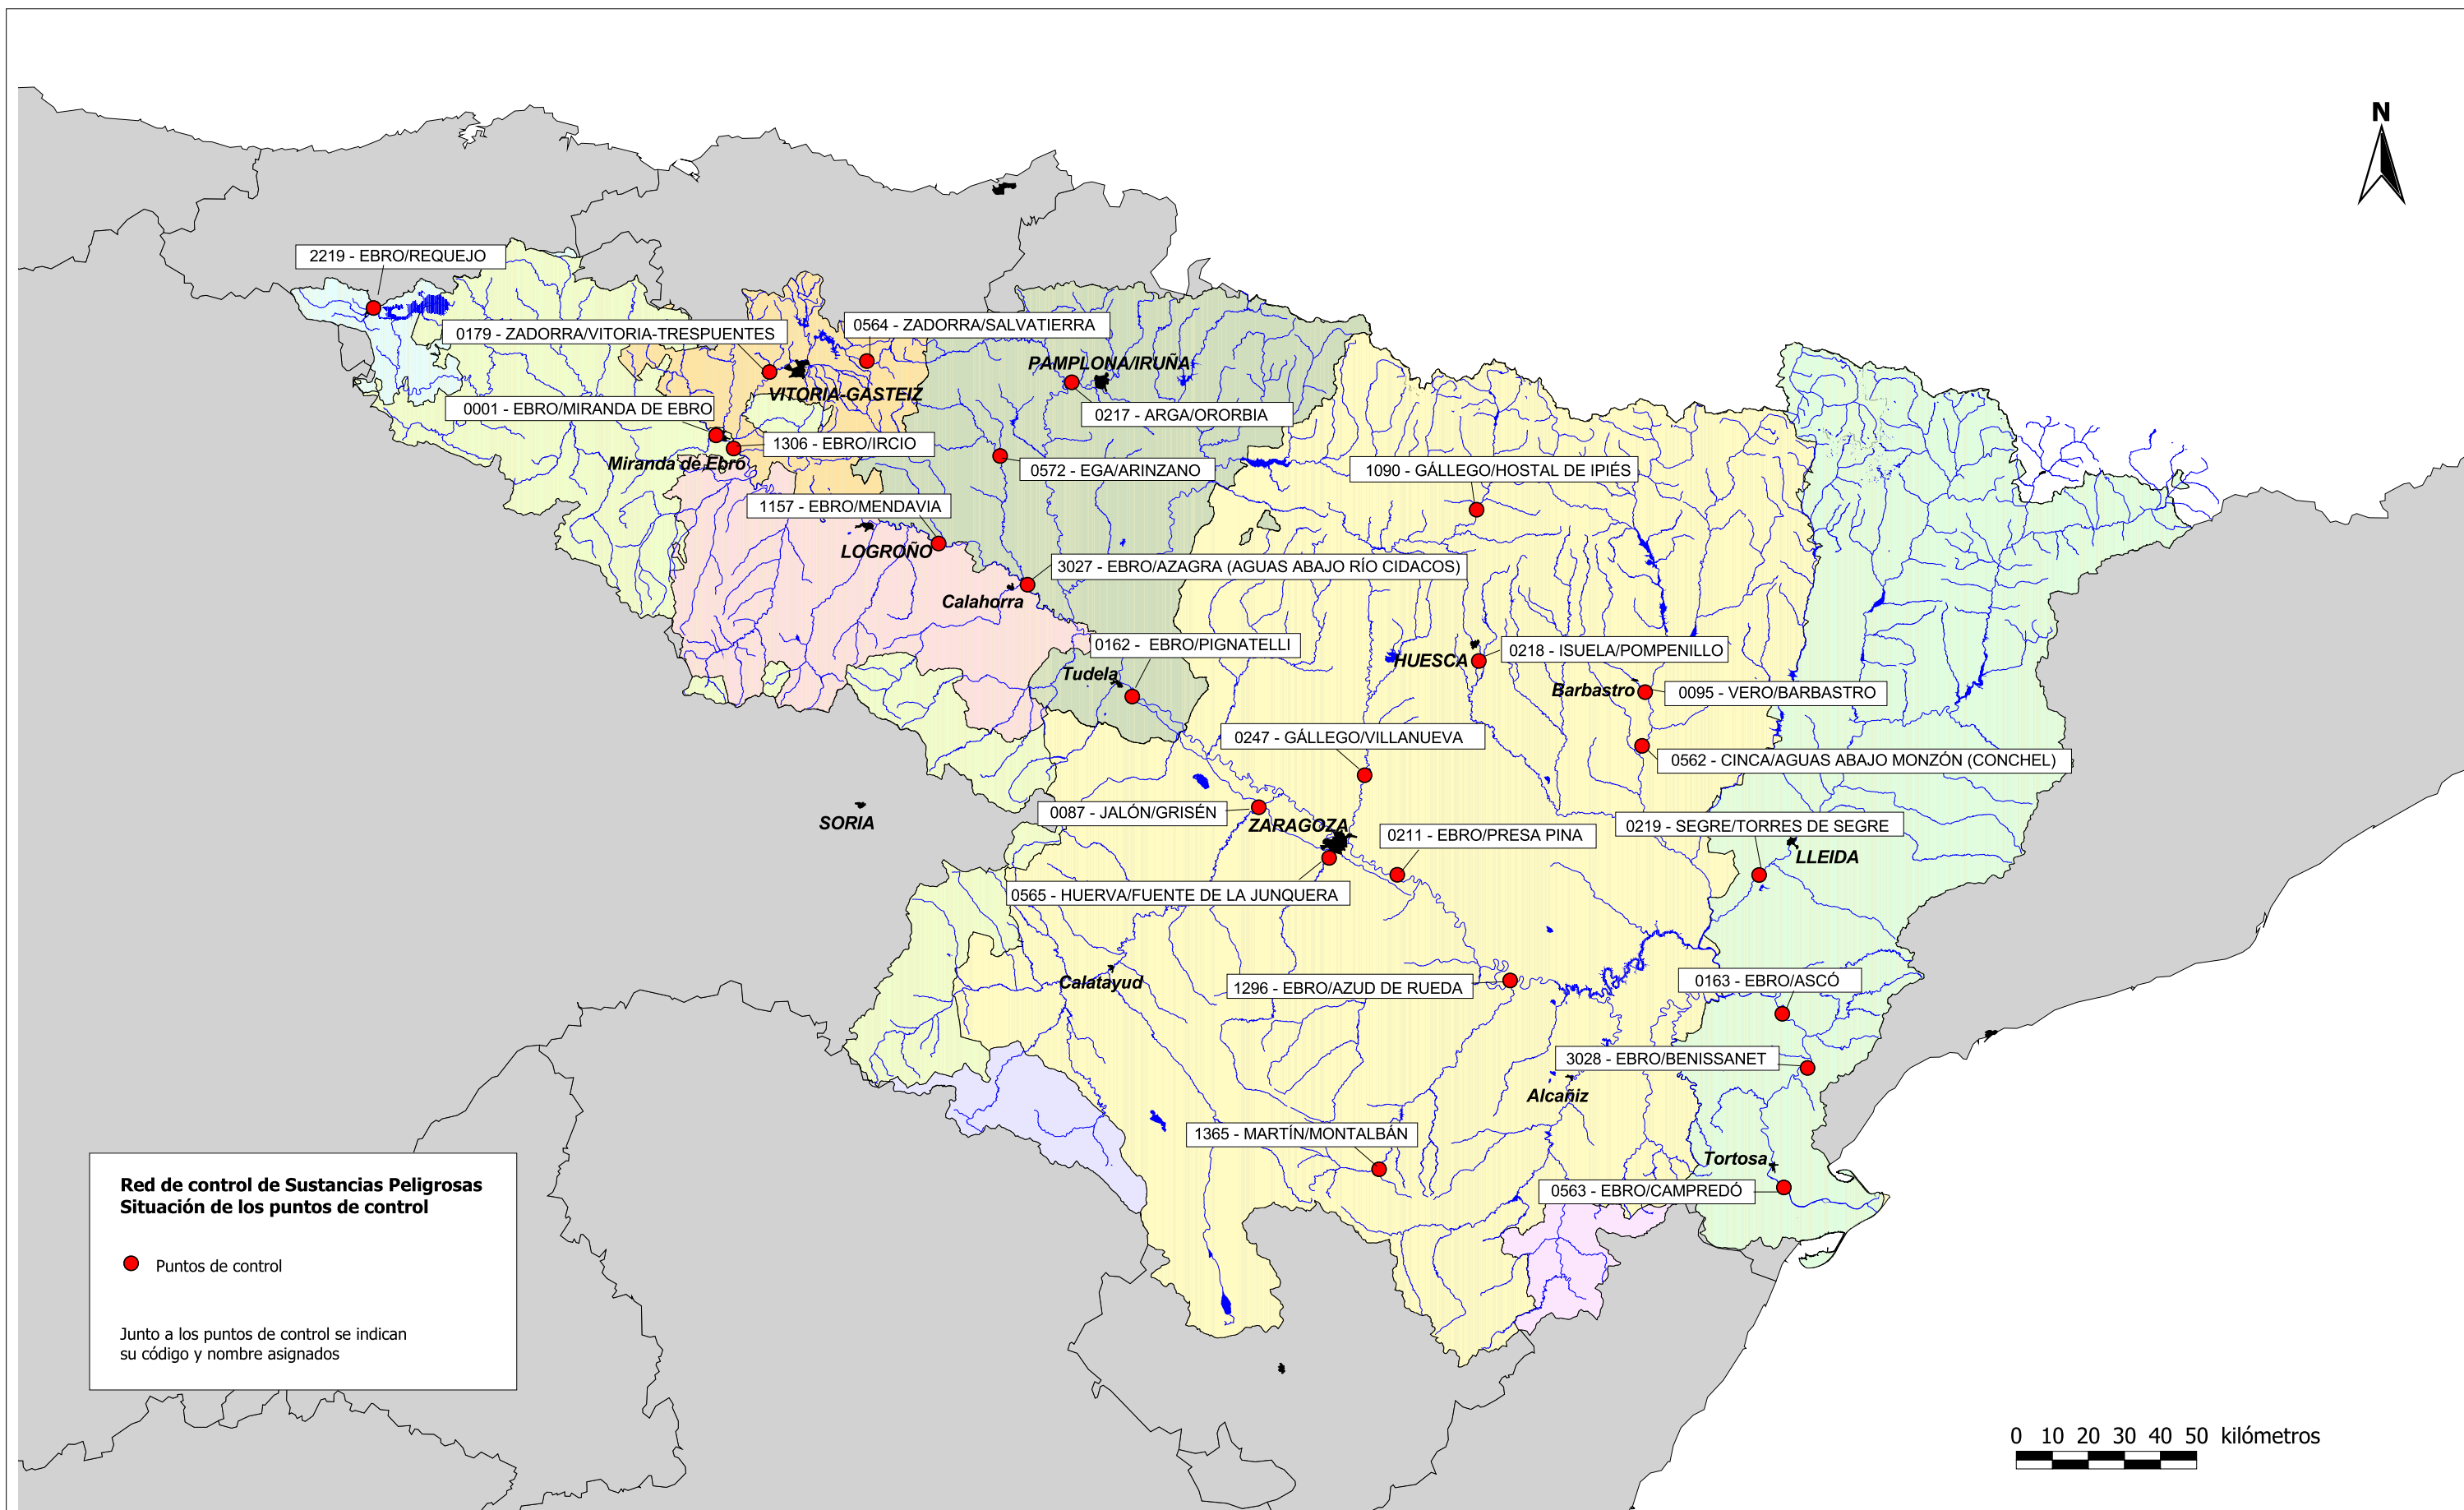 N
2219 - EBRO/REQUEJO
0179 - ZADORRA/VITORIA-TRESPUENTES
0564 - ZADORRA/SALVATIERRA
PAMPLONA/IRUÑA
VITORIA-GASTEIZ
0001 - EBRO/MIRANDA DE EBRO
0217 - ARGA/ORORBIA
1306 - EBRO/IRCIO
Miranda de Ebro
0572 - EGA/ARINZANO
1090 - GÁLLEGO/HOSTAL DE IPIÉS
1157 - EBRO/MENDAVIA
LOGROÑO
3027 - EBRO/AZAGRA (AGUAS ABAJO RÍO CIDACOS)
Calahorra
0162 - EBRO/PIGNATELLI
0218 - ISUELA/POMPENILLO
HUESCA
Tudela
Barbastro
0095 - VERO/BARBASTRO
0247 - GÁLLEGO/VILLANUEVA
0562 - CINCA/AGUAS ABAJO MONZÓN (CONCHEL)
0087 - JALÓN/GRISÉN
SORIA
ZARAGOZA
0211 - EBRO/PRESA PINA
0219 - SEGRE/TORRES DE SEGRE
LLEIDA
0565 - HUERVA/FUENTE DE LA JUNQUERA
Calatayud
1296 - EBRO/AZUD DE RUEDA
0163 - EBRO/ASCÓ
3028 - EBRO/BENISSANET
Alcañiz
1365 - MARTÍN/MONTALBÁN
Tortosa
0563 - EBRO/CAMPREDÓ
Red de control de Sustancias Peligrosas
Situación de los puntos de control
Puntos de control
Junto a los puntos de control se indican
su código y nombre asignados
0 10 20 30 40 50 kilómetros